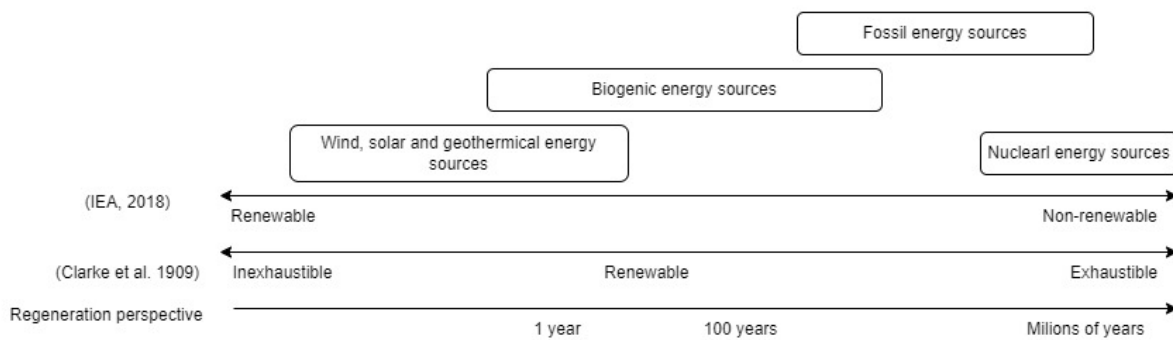 Fossil energy sources
Biogenic energy sources
Wind, solar and geothermical energy
sources
Nuclearl energy sources
(IEA, 2018)
Renewable
Non-renewable
(Clarke et al. 1909)
Inexhaustible
Renewable
Exhaustible
Regeneration perspective
1 year
100 years
Milions of years